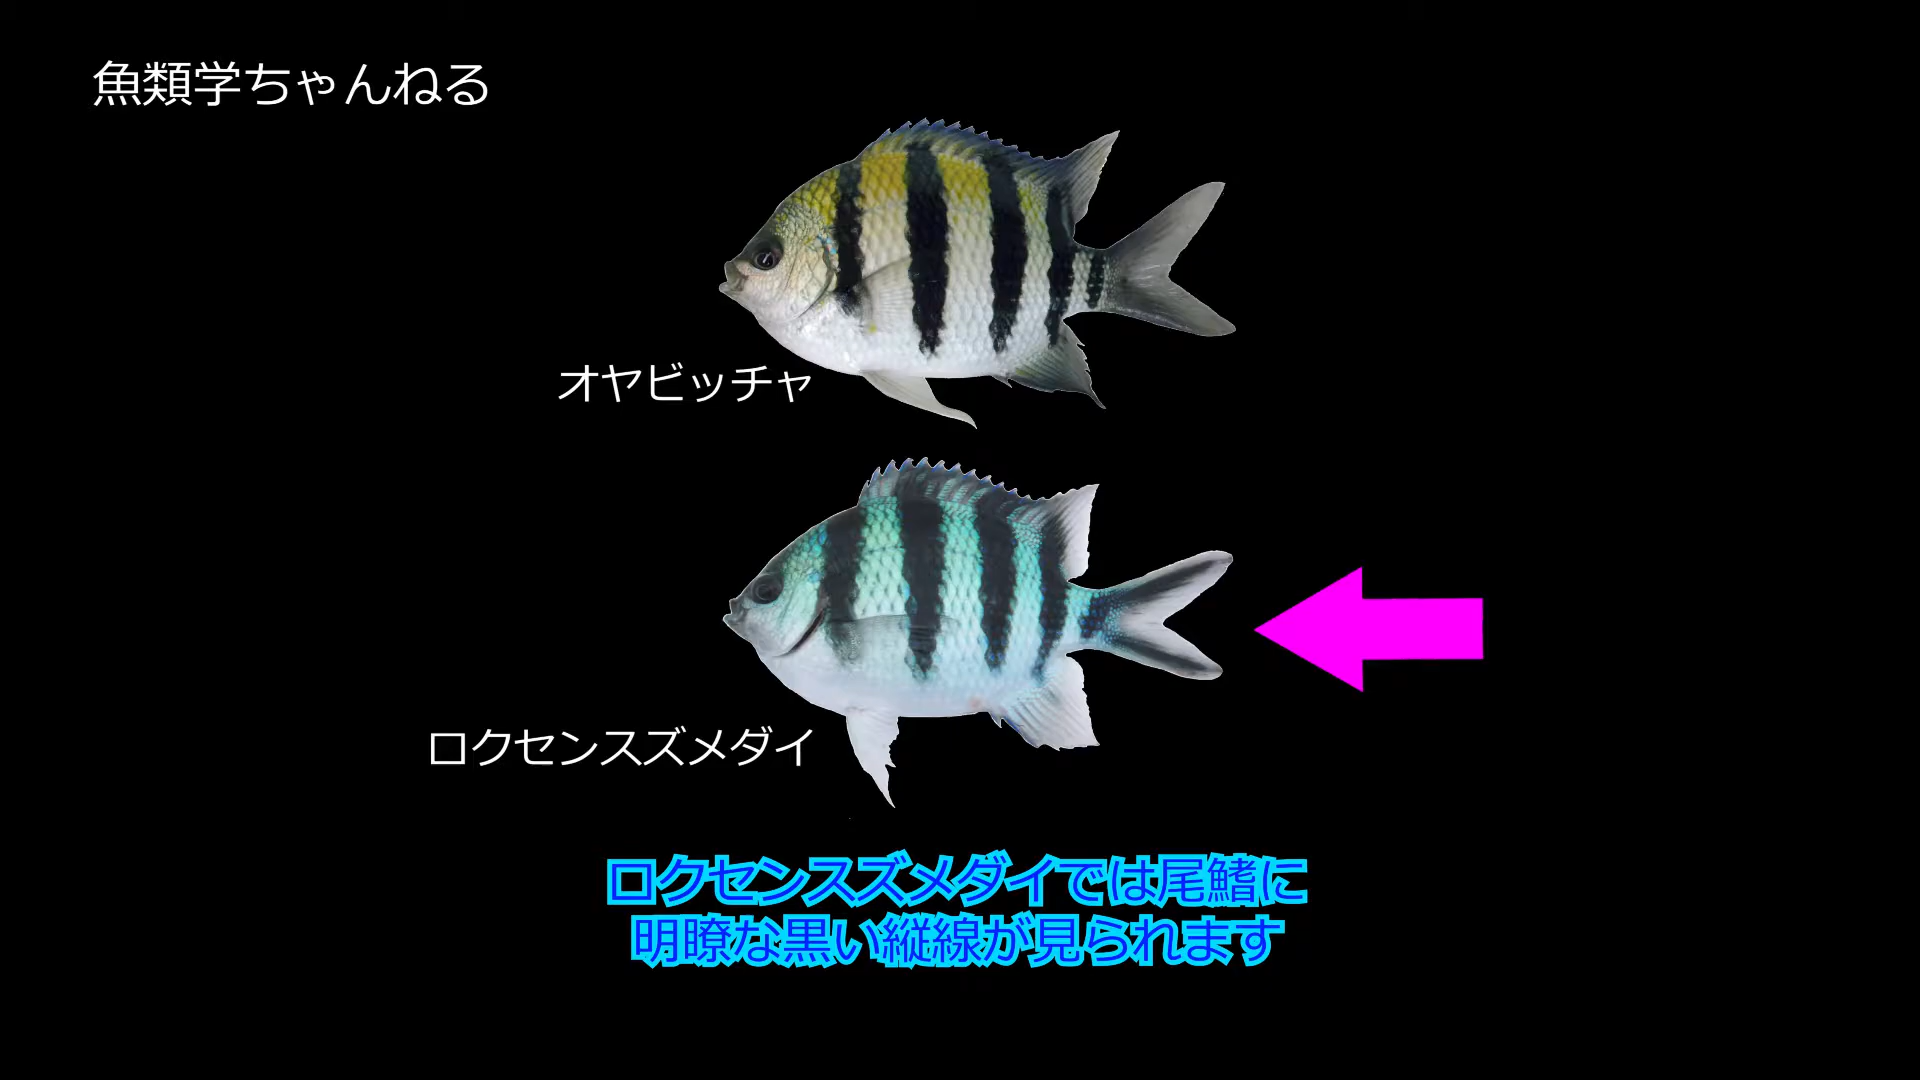 魚類学ちゃんねる
オヤビッチャ
ロクセンスズメダイ
ロクセンスズメダイでは尾鰭に
明瞭な黒い縦線が見られます